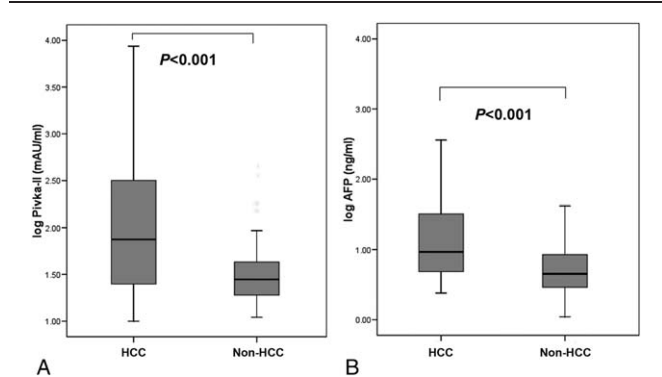 4.00
P<0.001
3.50
3.00
2.50
2.00
1.50
1.00
log Pivka-II (mAU/ml)
HCC
Non-HCC
A
4.00
3.00
P<0.001
2.00
1.00
0.00
log AFP (ng/ml)
HCC
Non-HCC
B